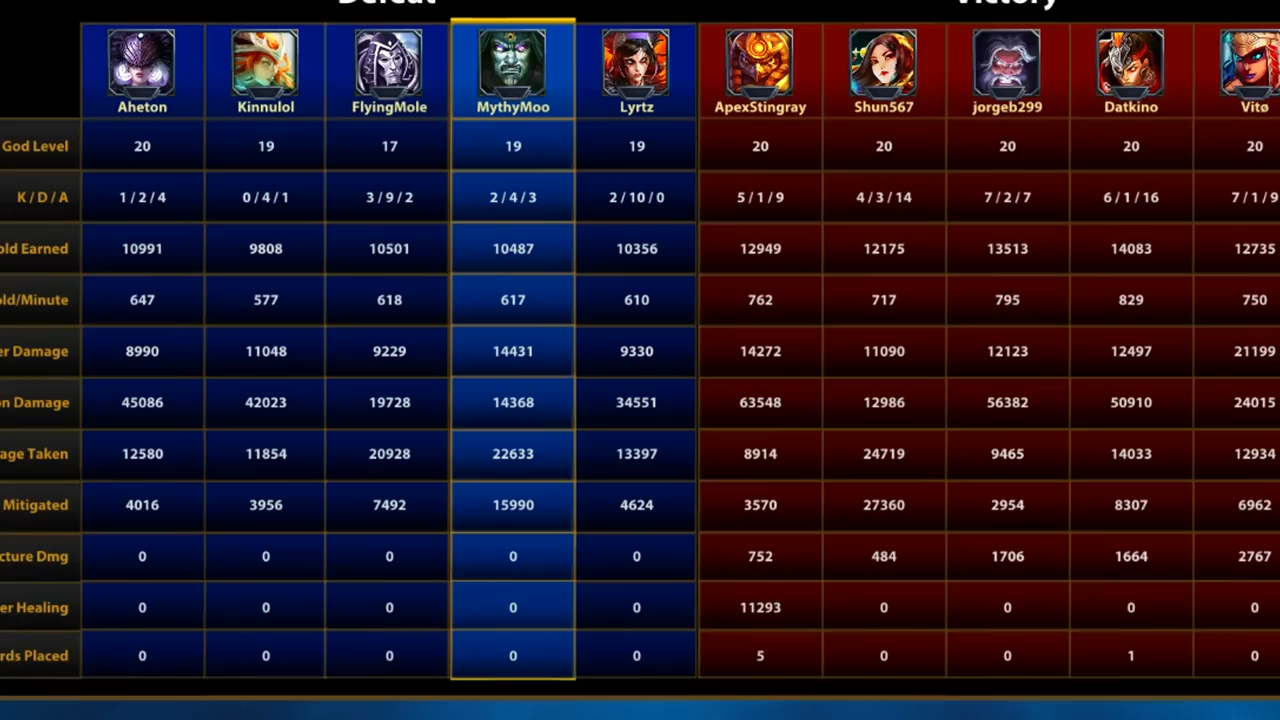 Defeat Victory
Aheton Kinnulol FlyingMole MythyMoo Lyrtz ApexStingray Shun567 jorgeb299 Datkino Vitø
God Level 20 19 17 19 19 20 20 20 20 20
K / D / A 1 / 2 / 4 0 / 4 / 1 3 / 9 / 2 2 / 4 / 3 2 / 10 / 0 5 / 1 / 9 4 / 3 / 14 7 / 2 / 7 6 / 1 / 16 7 / 1 / 9
old Earned 10991 9808 10501 10487 10356 12949 12175 13513 14083 12735
old/Minute 647 577 618 617 610 762 717 795 829 750
er Damage 8990 11048 9229 14431 9330 14272 11090 12123 12497 21199
on Damage 45086 42023 19728 14368 34551 63548 12986 56382 50910 24015
age Taken 12580 11854 20928 22633 13397 8914 24719 9465 14033 12934
Mitigated 4016 3956 7492 15990 4624 3570 27360 2954 8307 6962
cture Dmg 0 0 0 0 0 752 484 1706 1664 2767
er Healing 0 0 0 0 0 11293 0 0 0 0
rds Placed 0 0 0 0 0 5 0 0 1 0